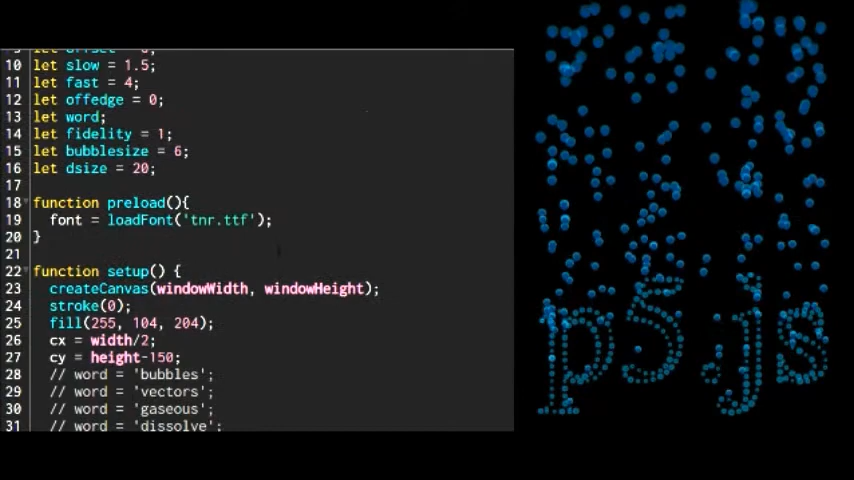 9 let offset = 0;
10 let slow = 1.5;
11 let fast = 4;
12 let offedge = 0;
13 let word;
14 let fidelity = 1;
15 let bubblesize = 6;
16 let dsize = 20;
17
18 function preload(){
19 font = loadFont('tnr.ttf');
20 }
21
22 function setup() {
23 createCanvas(windowWidth, windowHeight);
24 stroke(0);
25 fill(255, 104, 204);
26 cx = width/2;
27 cy = height-150;
28 // word = 'bubbles';
29 // word = 'vectors';
30 // word = 'gaseous';
31 // word = 'dissolve';
p5.js